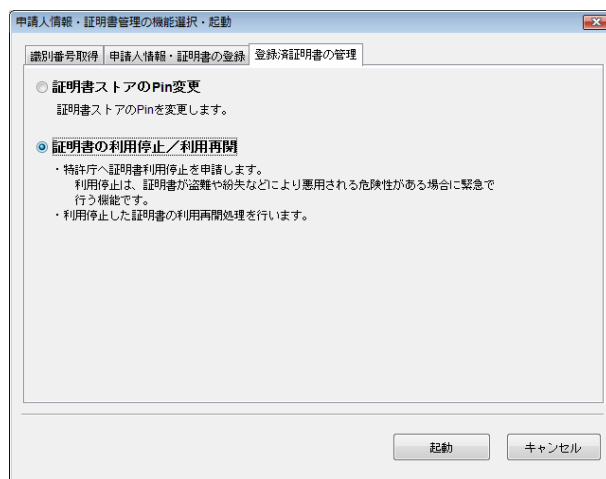 申請人情報・証明書管理の機能選択・起動
識別番号取得 申請人情報・証明書の登録 登録済証明書の管理
証明書ストアのPin変更
証明書ストアのPinを変更します。
証明書の利用停止／利用再開
・特許庁へ証明書利用停止を申請します。
利用停止は、証明書が盗難や紛失などにより悪用される危険性がある場合に緊急で
行う機能です。
・利用停止した証明書の利用再開処理を行います。
起動 キャンセル